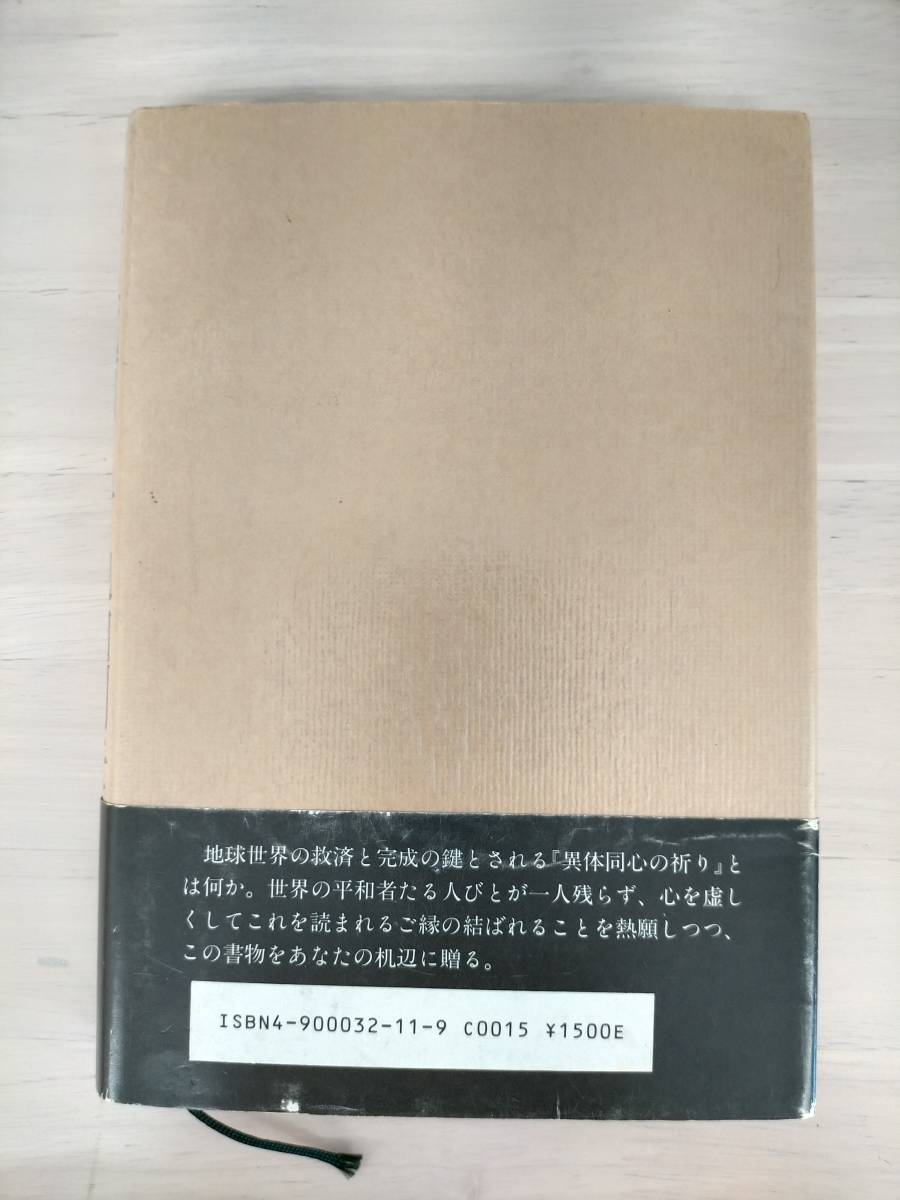 地球世界の救済と完成の鍵とされる『異体同心の祈り』と
は何か。世界の平和者たる人びとが一人残らず、心を虚し
くしてこれを読まれるご縁の結ばれることを熱願しつつ、
この書物をあなたの机辺に贈る。
ISBN4-900032-11-9 C0015 ¥1500E